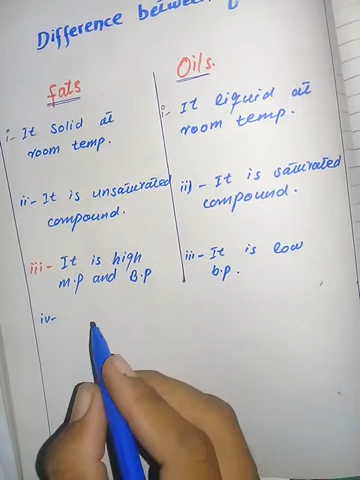 Difference between
Fats
i- It solid at
room temp.
ii- It is unsaturated
compound.
iii- It is high
m.p and B.p
iv-
Oils.
i- It liquid at
room temp.
ii)- It is saturated
compound.
iii- It is low
b.p.